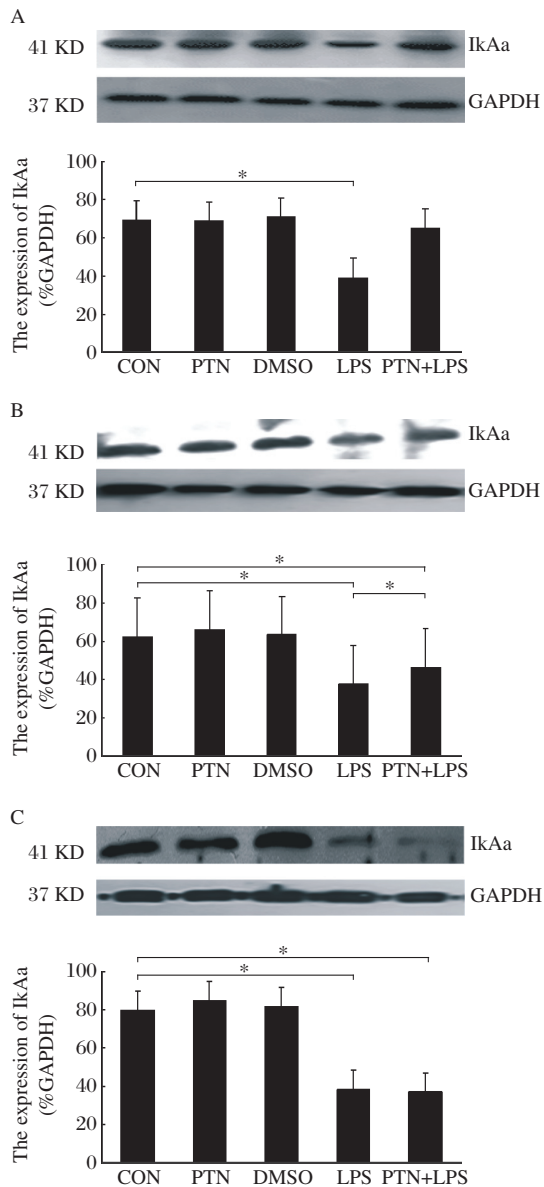 A
41 KD
IkAa
37 KD
GAPDH
The expression of IkAa
(%GAPDH)
100
80
60
40
20
0
*
CON PTN DMSO LPS PTN+LPS
B
41 KD
IkAa
37 KD
GAPDH
The expression of IkAa
(%GAPDH)
100
80
60
40
20
0
*
*
*
CON PTN DMSO LPS PTN+LPS
C
41 KD
IkAa
37 KD
GAPDH
The expression of IkAa
(%GAPDH)
100
80
60
40
20
0
*
*
CON PTN DMSO LPS PTN+LPS